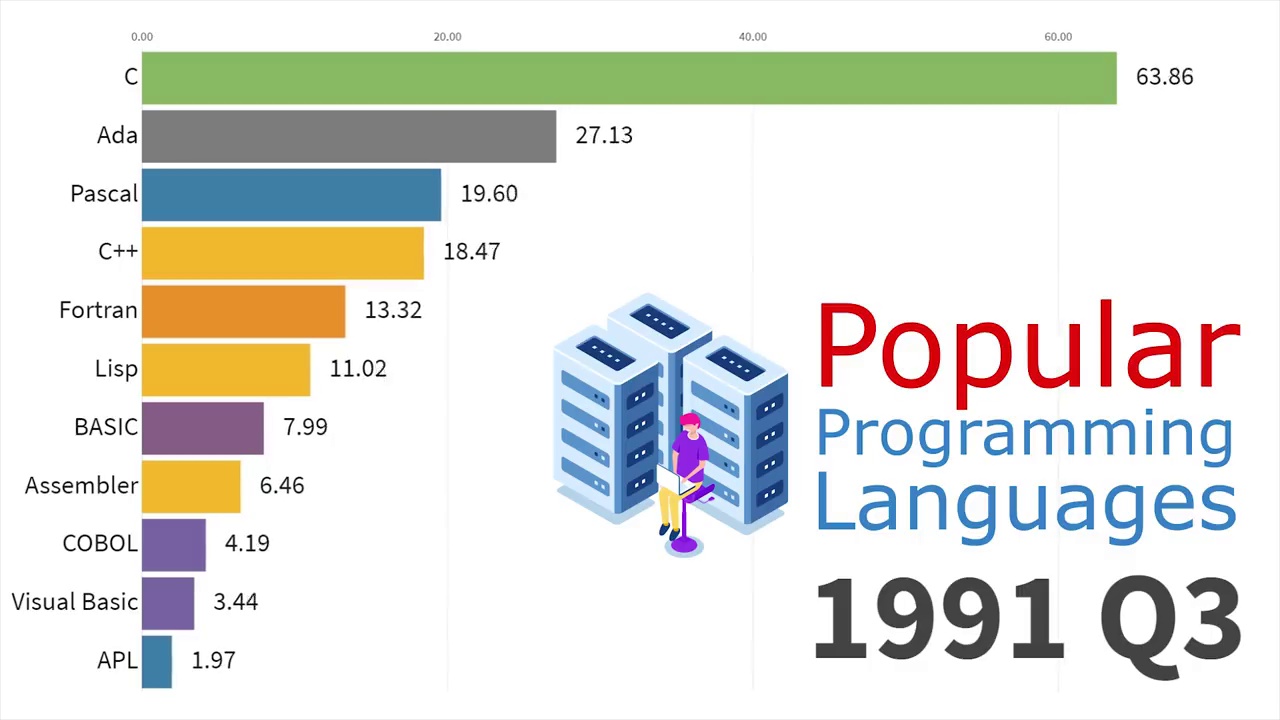 0.00 20.00 40.00 60.00
C 63.86
Ada 27.13
Pascal 19.60
C++ 18.47
Fortran 13.32
Lisp 11.02
BASIC 7.99
Assembler 6.46
COBOL 4.19
Visual Basic 3.44
APL 1.97
Popular
Programming
Languages
1991 Q3